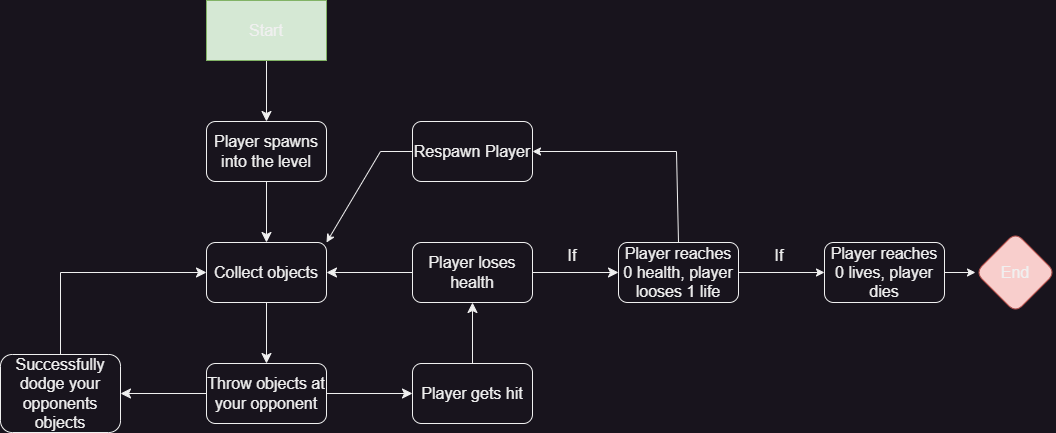 Start
Player spawns
into the level
Respawn Player
Collect objects
Player loses
health
If
Player reaches
0 health, player
looses 1 life
If
Player reaches
0 lives, player
dies
End
Successfully
dodge your
opponents
objects
Throw objects at
your opponent
Player gets hit